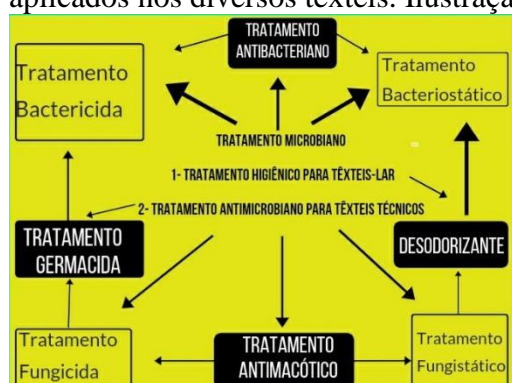 aplicados nos diversos têxteis. Ilustraçã
TRATAMENTO
ANTIBACTERIANO
Tratamento
Bactericida
Tratamento
Bacteriostático
TRATAMENTO MICROBIANO
1- TRATAMENTO HIGIÊNICO PARA TÊXTEIS-LAR
2- TRATAMENTO ANTIMICROBIANO PARA TÊXTEIS TÉCNICOS
TRATAMENTO
GERMACIDA
DESODORIZANTE
Tratamento
Fungicida
TRATAMENTO
ANTIMACÓTICO
Tratamento
Fungistático